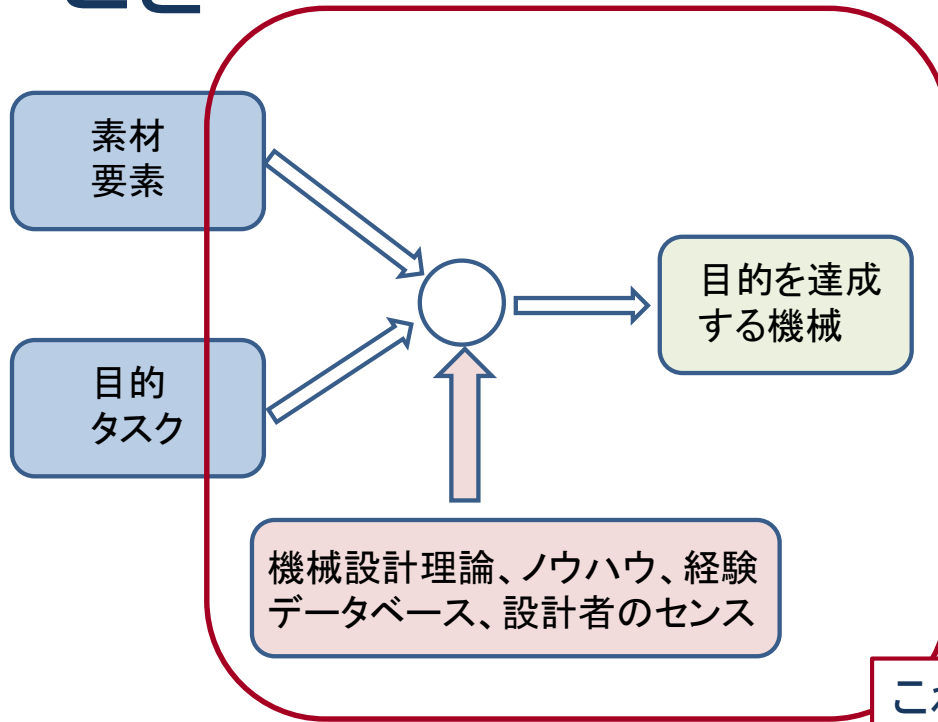 素材
要素
目的
タスク
目的を達成
する機械
機械設計理論、ノウハウ、経験
データベース、設計者のセンス